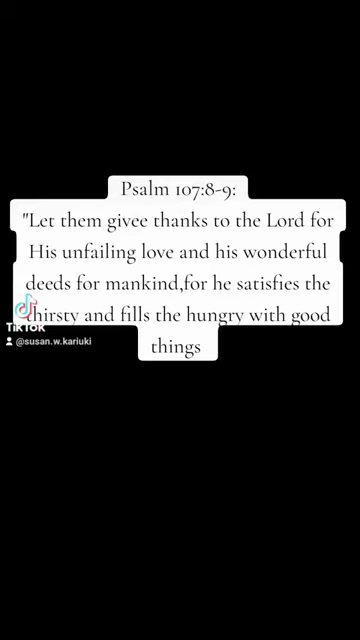 Psalm 107:8-9:
"Let them givee thanks to the Lord for
His unfailing love and his wonderful
deeds for mankind,for he satisfies the
thirsty and fills the hungry with good
things
TikTok
@susan.w.kariuki